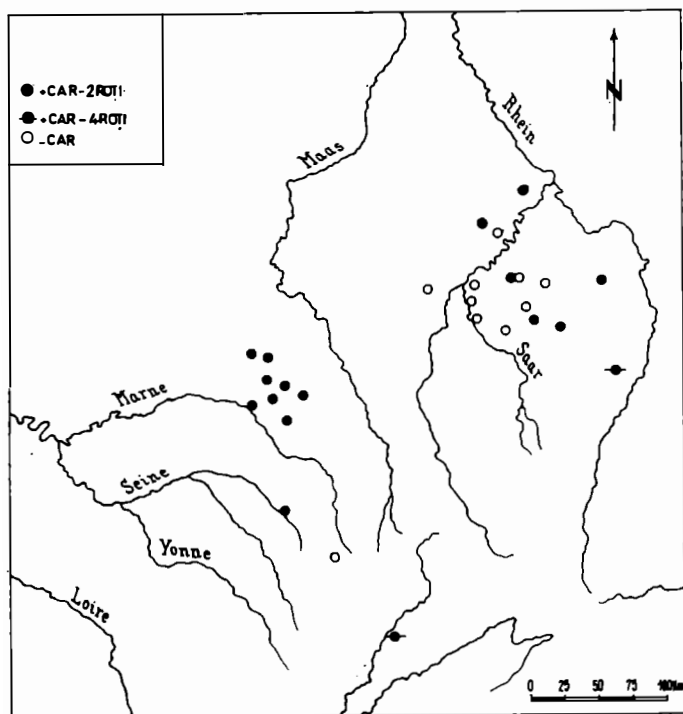 +CAR-2ROTI
+CAR-4ROTI
-CAR
N
Rhein
Maas
Saar
Marne
Seine
Yonne
Loire
0 25 50 75 100km